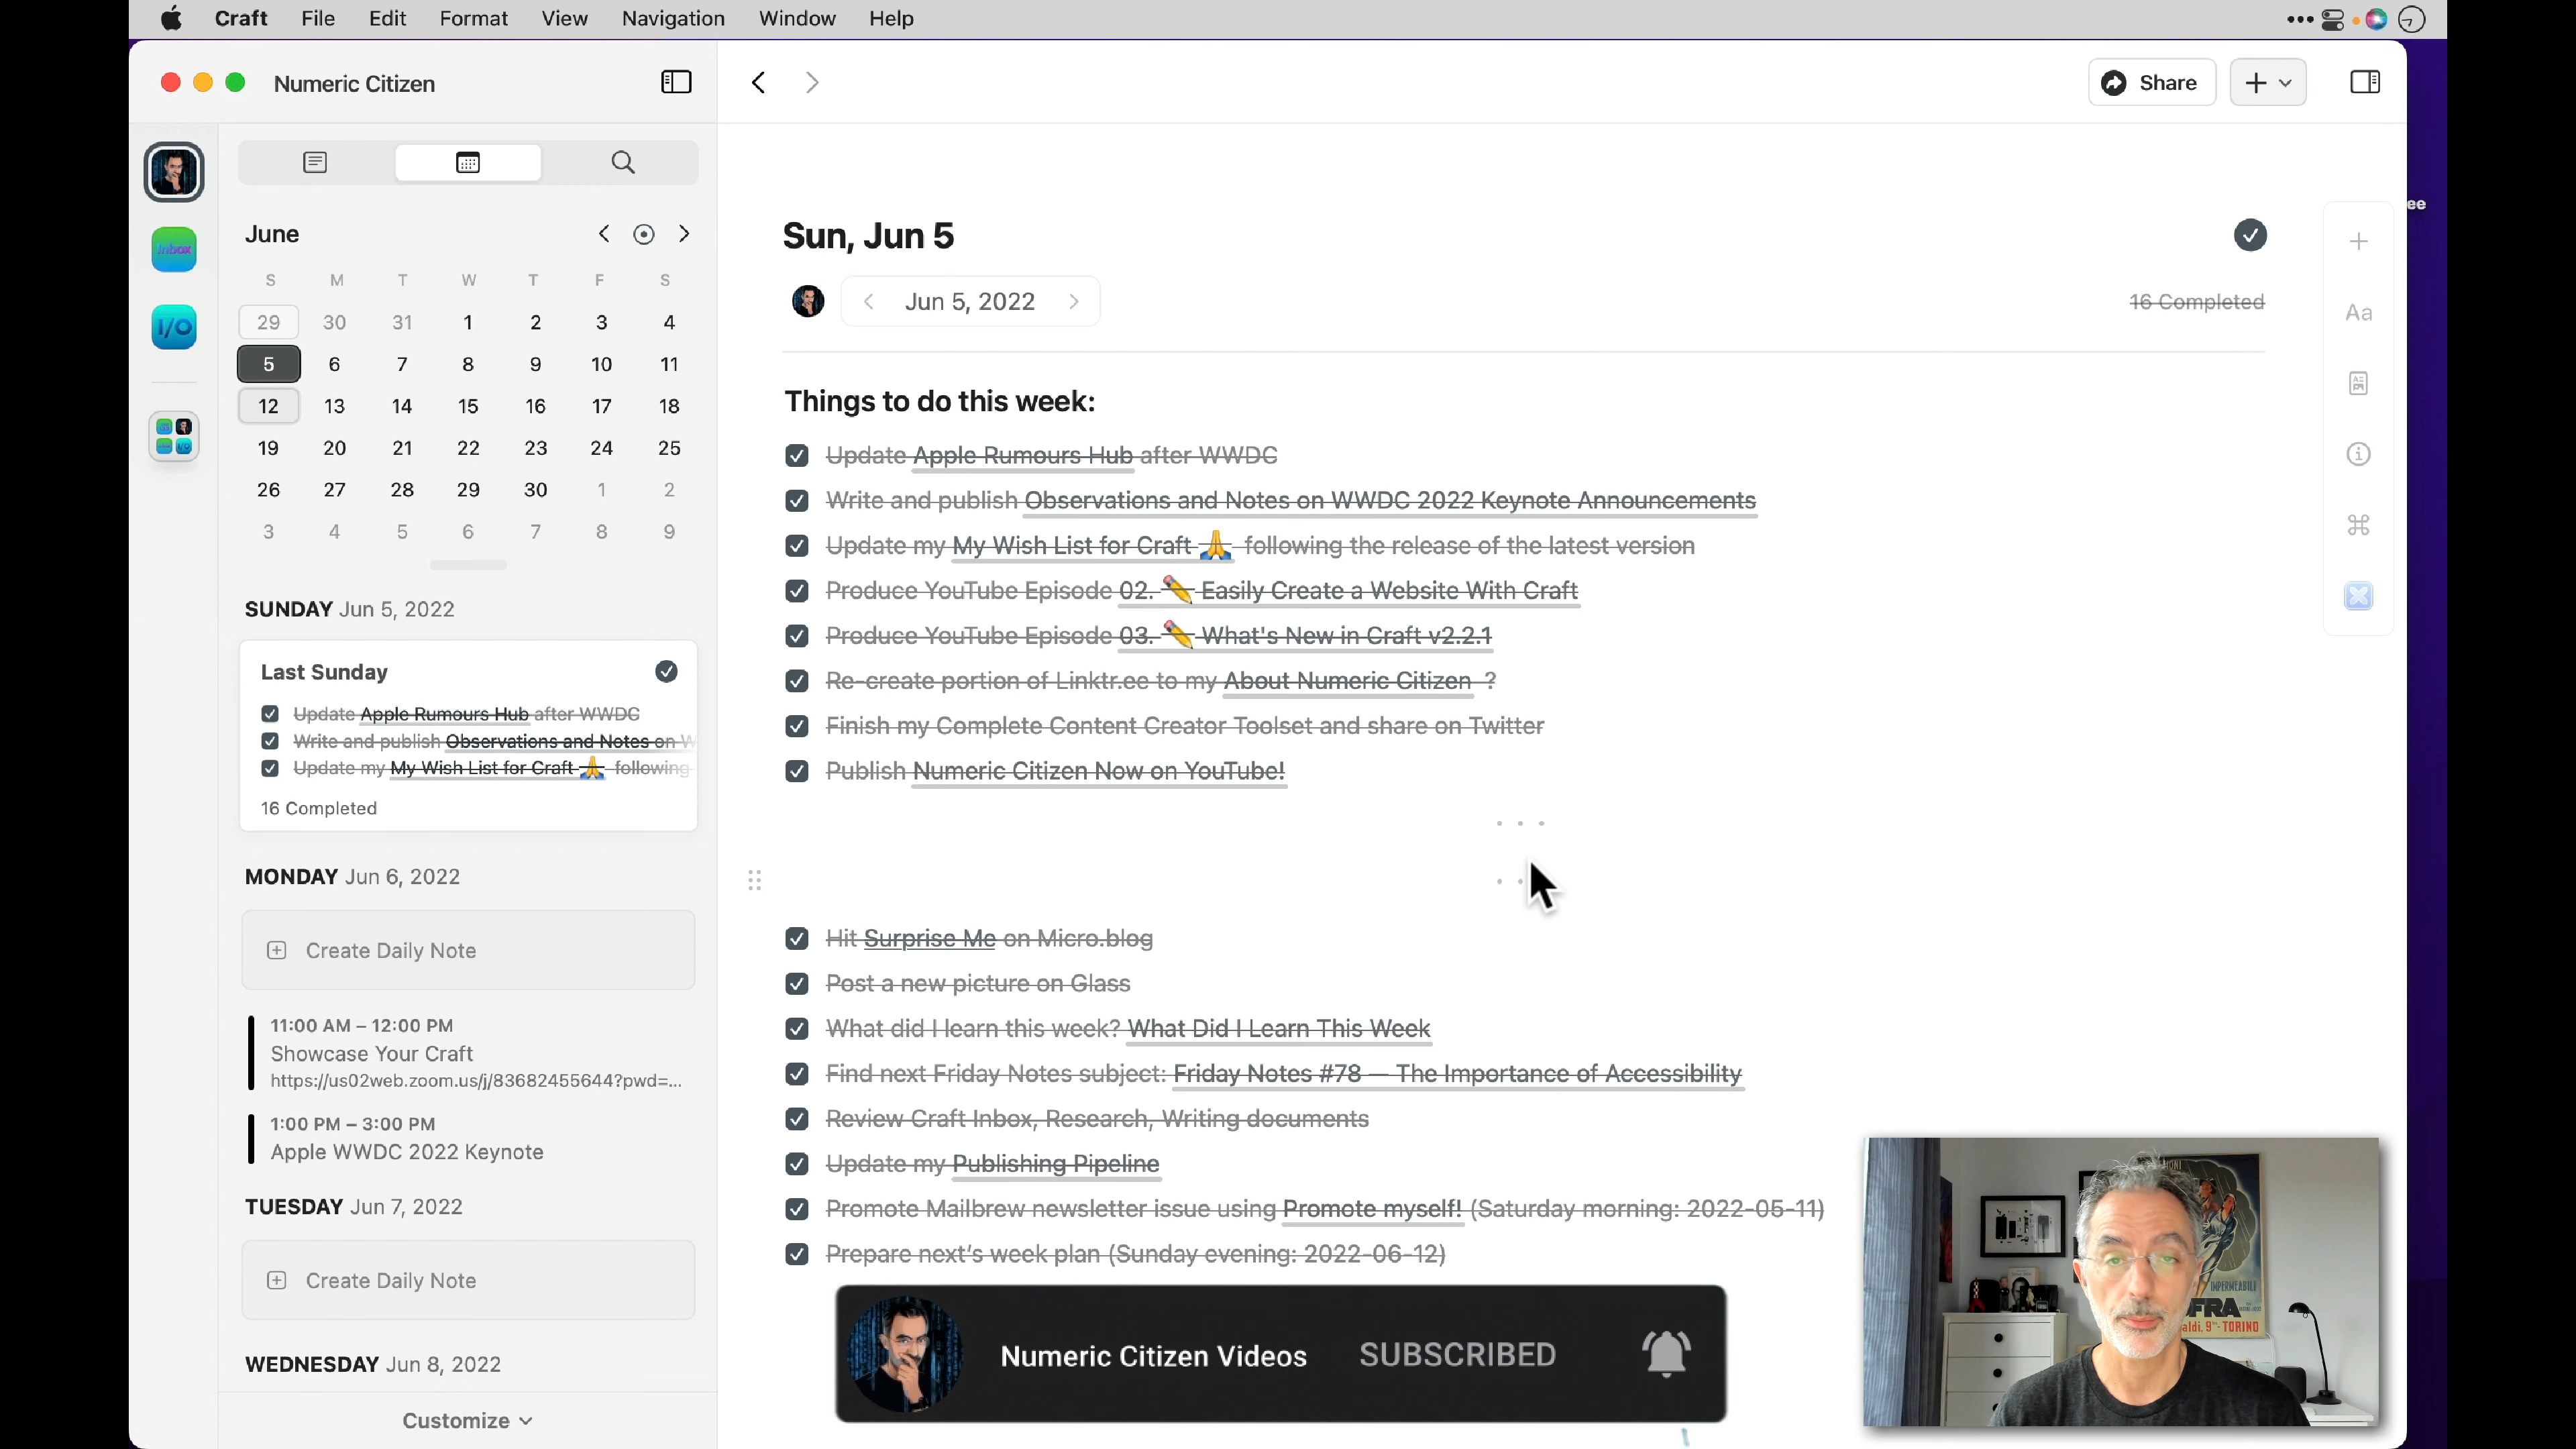 Craft File Edit Format View Navigation Window Help
Numeric Citizen
Share
Inbox
I/O
June
S M T W T F S
29 30 31 1 2 3 4
5 6 7 8 9 10 11
12 13 14 15 16 17 18
19 20 21 22 23 24 25
26 27 28 29 30 1 2
3 4 5 6 7 8 9
SUNDAY Jun 5, 2022
Last Sunday
Update Apple Rumours Hub after WWDC
Write and publish Observations and Notes on W
Update my My Wish List for Craft 🙏 following
16 Completed
MONDAY Jun 6, 2022
Create Daily Note
11:00 AM – 12:00 PM
Showcase Your Craft
https://us02web.zoom.us/j/83682455644?pwd=...
1:00 PM – 3:00 PM
Apple WWDC 2022 Keynote
TUESDAY Jun 7, 2022
Create Daily Note
WEDNESDAY Jun 8, 2022
Customize
Sun, Jun 5
Jun 5, 2022
16 Completed
Things to do this week:
Update Apple Rumours Hub after WWDC
Write and publish Observations and Notes on WWDC 2022 Keynote Announcements
Update my My Wish List for Craft 🙏 following the release of the latest version
Produce YouTube Episode 02. ✏️ Easily Create a Website With Craft
Produce YouTube Episode 03. ✏️ What's New in Craft v2.2.1
Re-create portion of Linktr.ee to my About Numeric Citizen ?
Finish my Complete Content Creator Toolset and share on Twitter
Publish Numeric Citizen Now on YouTube!
Hit Surprise Me on Micro.blog
Post a new picture on Glass
What did I learn this week? What Did I Learn This Week
Find next Friday Notes subject: Friday Notes #78 — The Importance of Accessibility
Review Craft Inbox, Research, Writing documents
Update my Publishing Pipeline
Promote Mailbrew newsletter issue using Promote myself! (Saturday morning: 2022-05-11)
Prepare next's week plan (Sunday evening: 2022-06-12)
Aa
ee
Numeric Citizen Videos SUBSCRIBED
IMPERMEABILI
FRA
aldi. 9 - TORINO